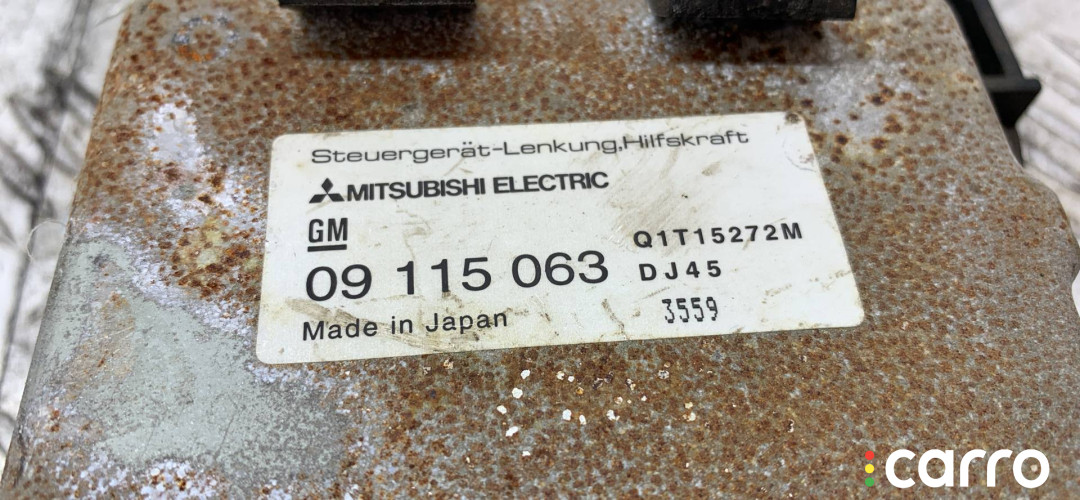 Steuergerät-Lenkung,Hilfskraft
MITSUBISHI ELECTRIC
GM
09 115 063
Q1T15272M
DJ45
3559
Made in Japan
carro